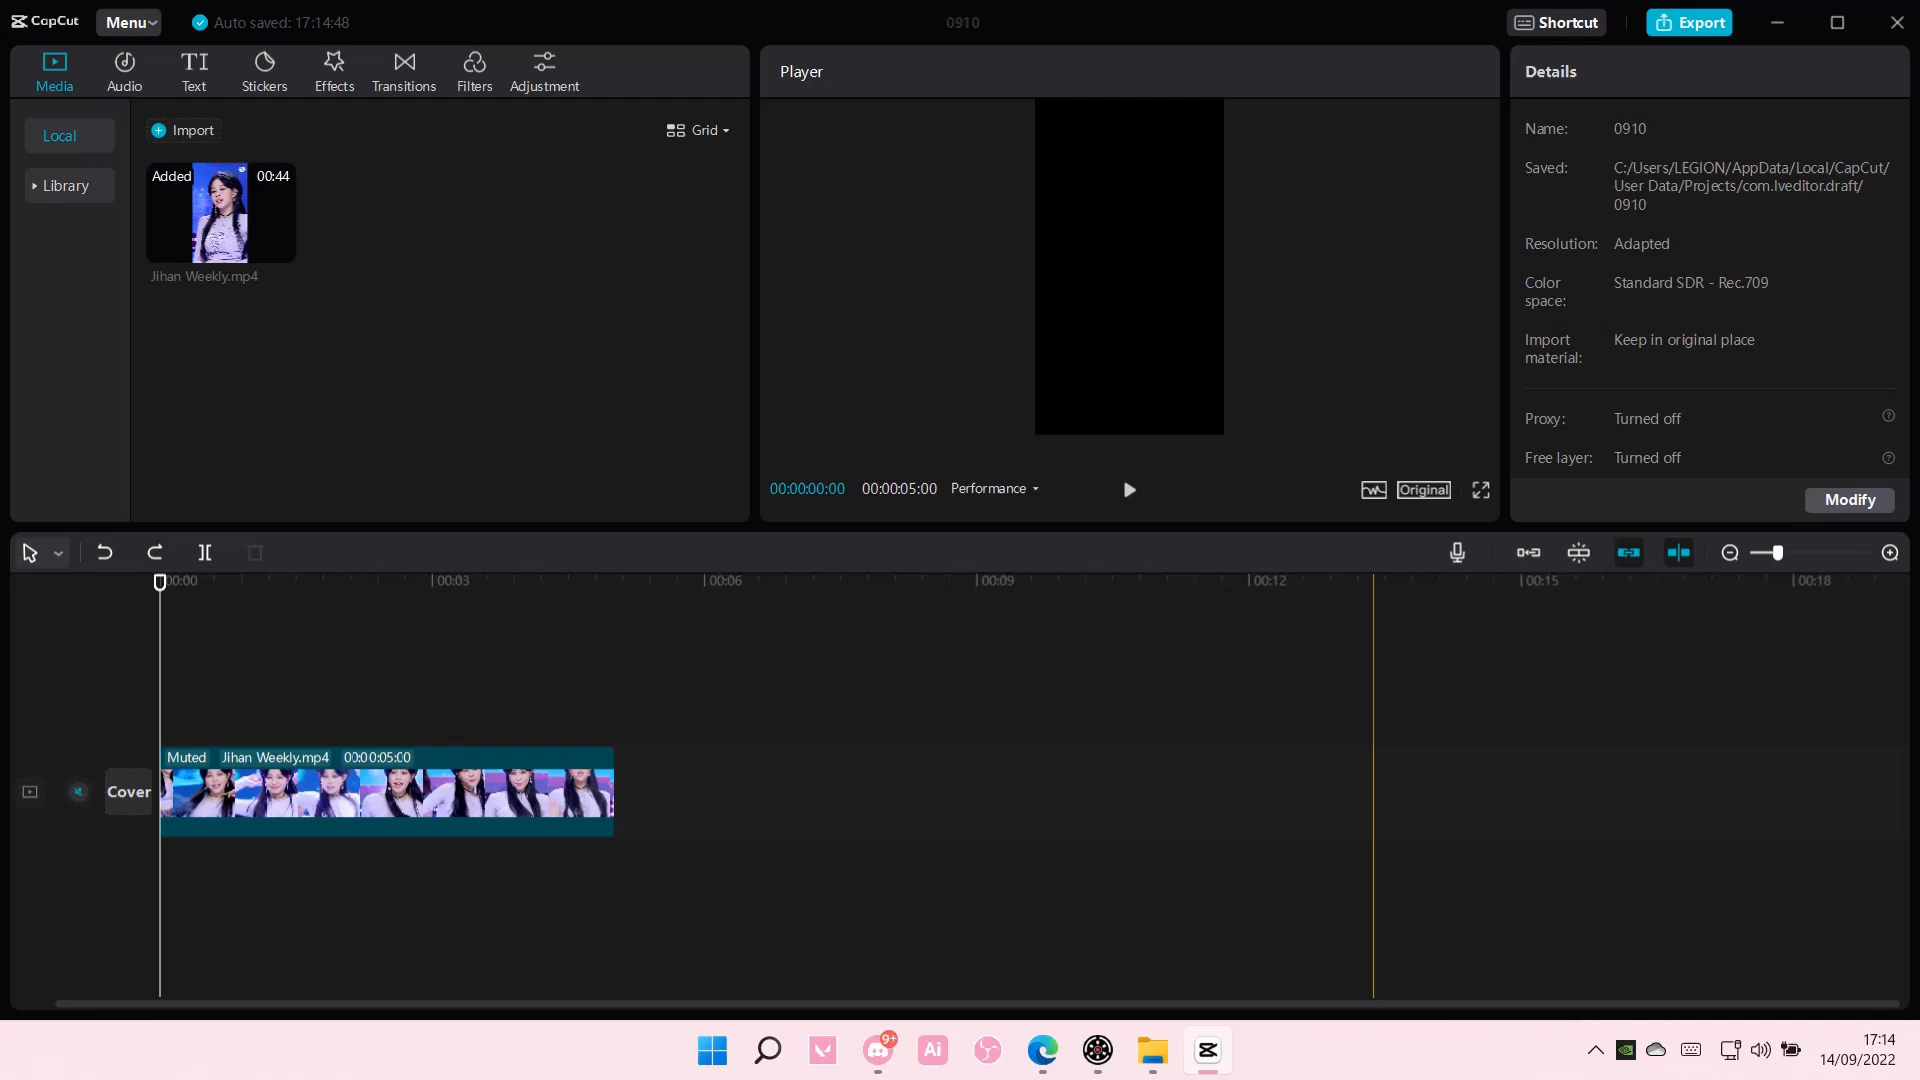 CapCut
Menu
Auto saved: 17:14:48
0910
Shortcut
Export
Media
Audio
Text
Stickers
Effects
Transitions
Filters
Adjustment
Local
Library
Import
Grid
Added
00:44
Jihan Weekly.mp4
Player
00:00:00:00
00:00:05:00
Performance
Original
Details
Name: 0910
Saved: C:/Users/LEGION/AppData/Local/CapCut/
User Data/Projects/com.lveditor.draft/
0910
Resolution: Adapted
Color
space:
Standard SDR - Rec.709
Import
material:
Keep in original place
Proxy: Turned off
Free layer: Turned off
Modify
00:00
00:03
00:06
00:09
00:12
00:15
00:18
Muted Jihan Weekly.mp4 00:00:05:00
Cover
9+
Ai
17:14
14/09/2022